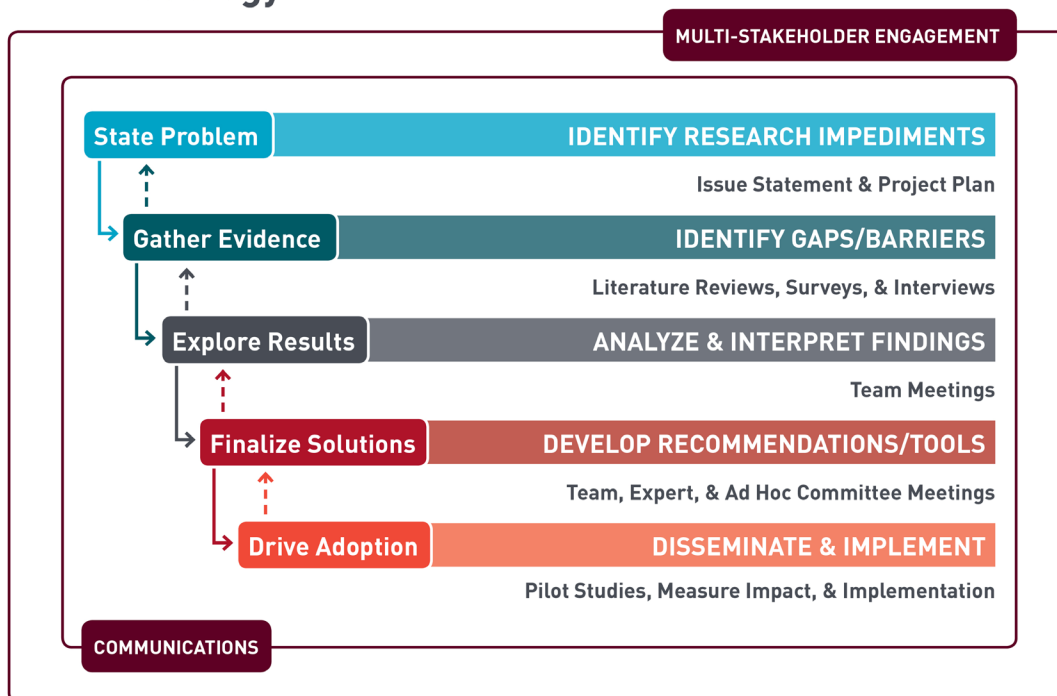 MULTI-STAKEHOLDER ENGAGEMENT
State Problem
IDENTIFY RESEARCH IMPEDIMENTS
Issue Statement & Project Plan
Gather Evidence
IDENTIFY GAPS/BARRIERS
Literature Reviews, Surveys, & Interviews
Explore Results
ANALYZE & INTERPRET FINDINGS
Team Meetings
Finalize Solutions
DEVELOP RECOMMENDATIONS/TOOLS
Team, Expert, & Ad Hoc Committee Meetings
Drive Adoption
DISSEMINATE & IMPLEMENT
Pilot Studies, Measure Impact, & Implementation
COMMUNICATIONS